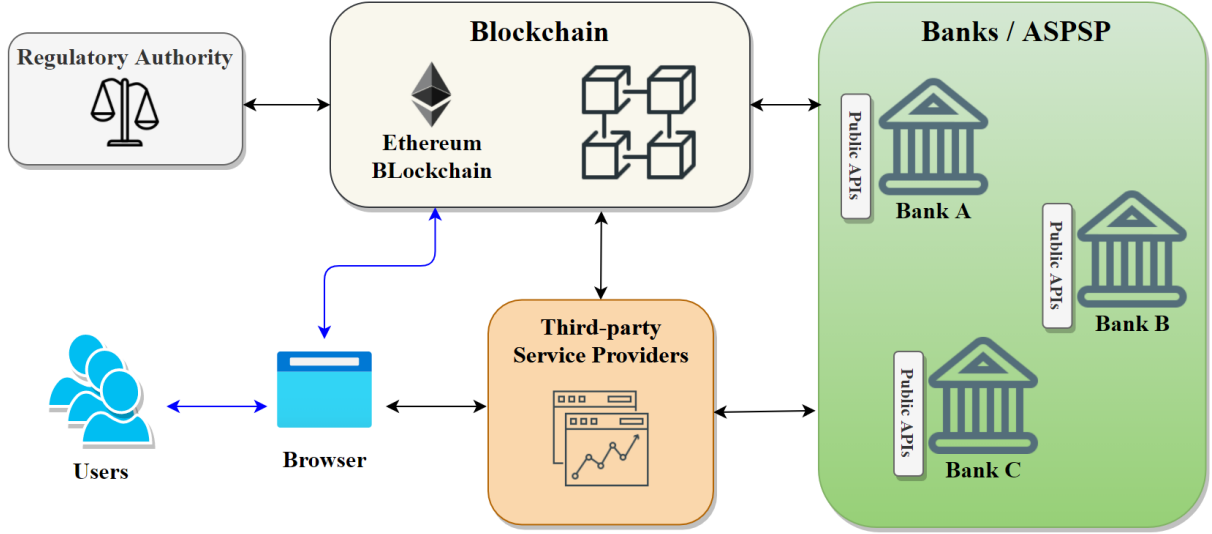 Regulatory Authority
Blockchain
Ethereum
BLockchain
Banks / ASPSP
Public APIs
Bank A
Public APIs
Bank B
Public APIs
Bank C
Users
Browser
Third-party
Service Providers